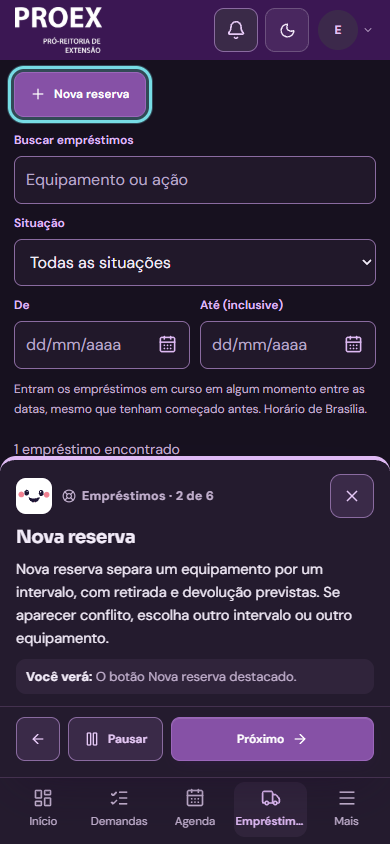 PROEX
PRÓ-REITORIA DE
EXTENSÃO
E
Nova reserva
Buscar empréstimos
Equipamento ou ação
Situação
Todas as situações
De
Até (inclusive)
dd/mm/aaaa
dd/mm/aaaa
Entram os empréstimos em curso em algum momento entre as
datas, mesmo que tenham começado antes. Horário de Brasília.
1 empréstimo encontrado
Empréstimos · 2 de 6
Nova reserva
Nova reserva separa um equipamento por um
intervalo, com retirada e devolução previstas. Se
aparecer conflito, escolha outro intervalo ou outro
equipamento.
Você verá: O botão Nova reserva destacado.
Pausar
Próximo
Início
Demandas
Agenda
Empréstim...
Mais